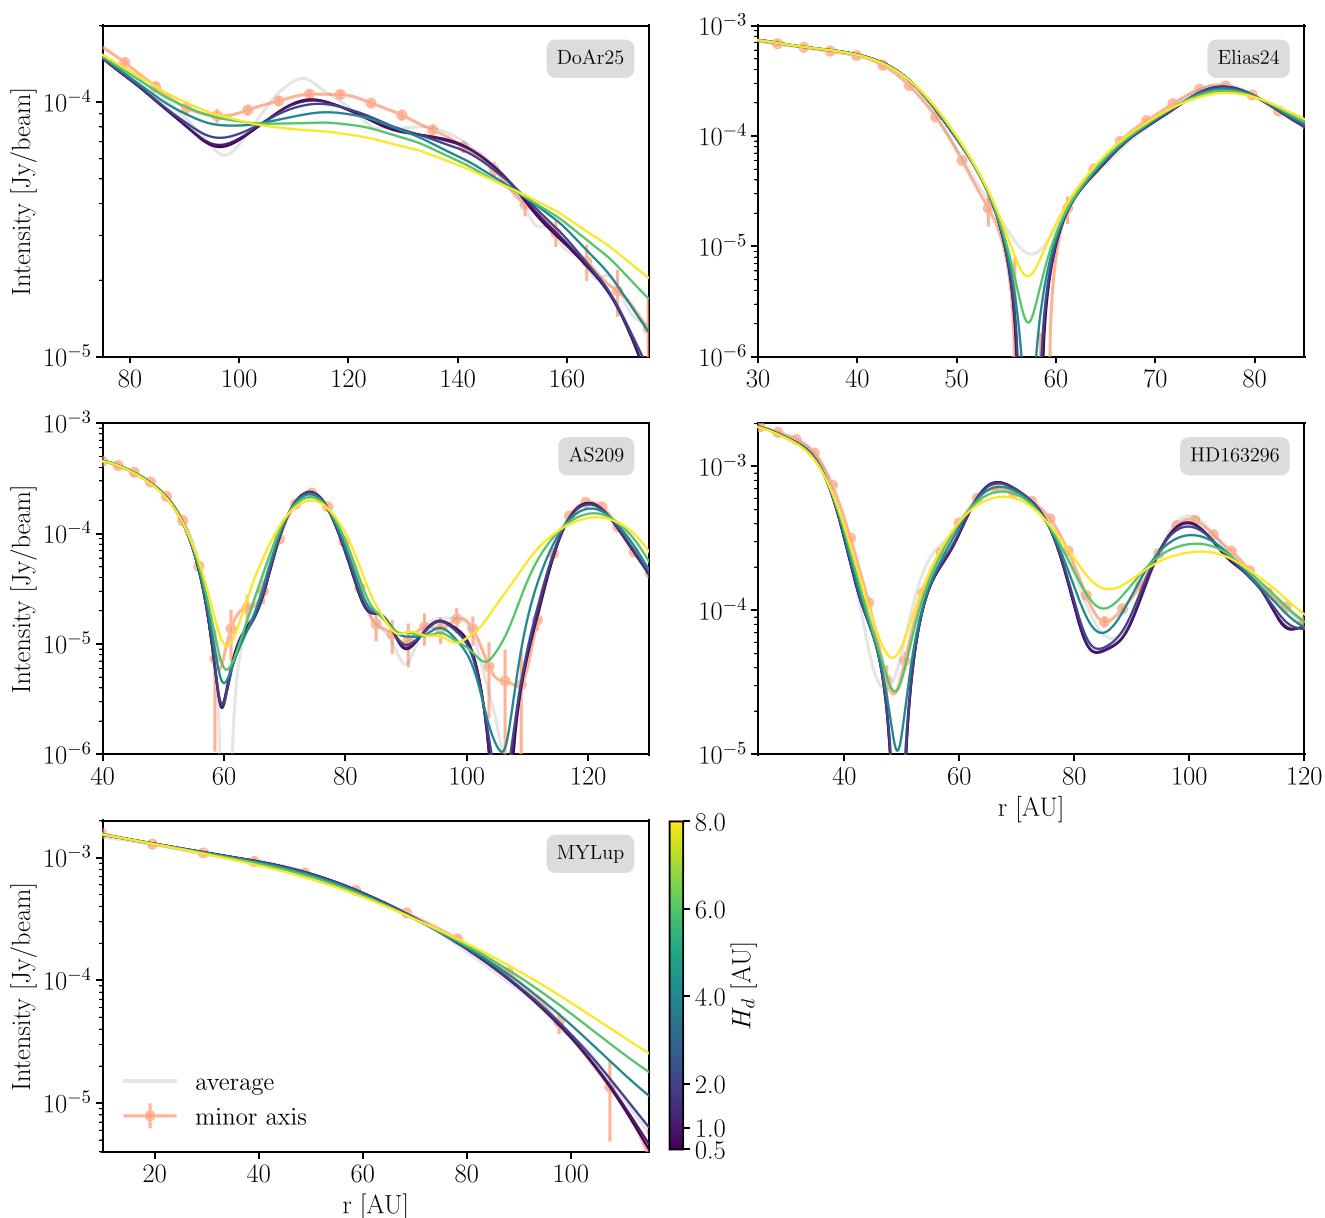 DoAr25
10⁻⁴
10⁻⁵
Intensity [Jy/beam]
80 100 120 140 160
Elias24
10⁻³
10⁻⁴
10⁻⁵
10⁻⁶
30 40 50 60 70 80
AS209
10⁻³
10⁻⁴
10⁻⁵
10⁻⁶
Intensity [Jy/beam]
40 60 80 100 120
HD163296
10⁻³
10⁻⁴
10⁻⁵
40 60 80 100 120
r [AU]
MYLup
10⁻³
10⁻⁴
10⁻⁵
Intensity [Jy/beam]
average
minor axis
20 40 60 80 100
r [AU]
8.0
6.0
4.0
2.0
1.0
0.5
H_d [AU]